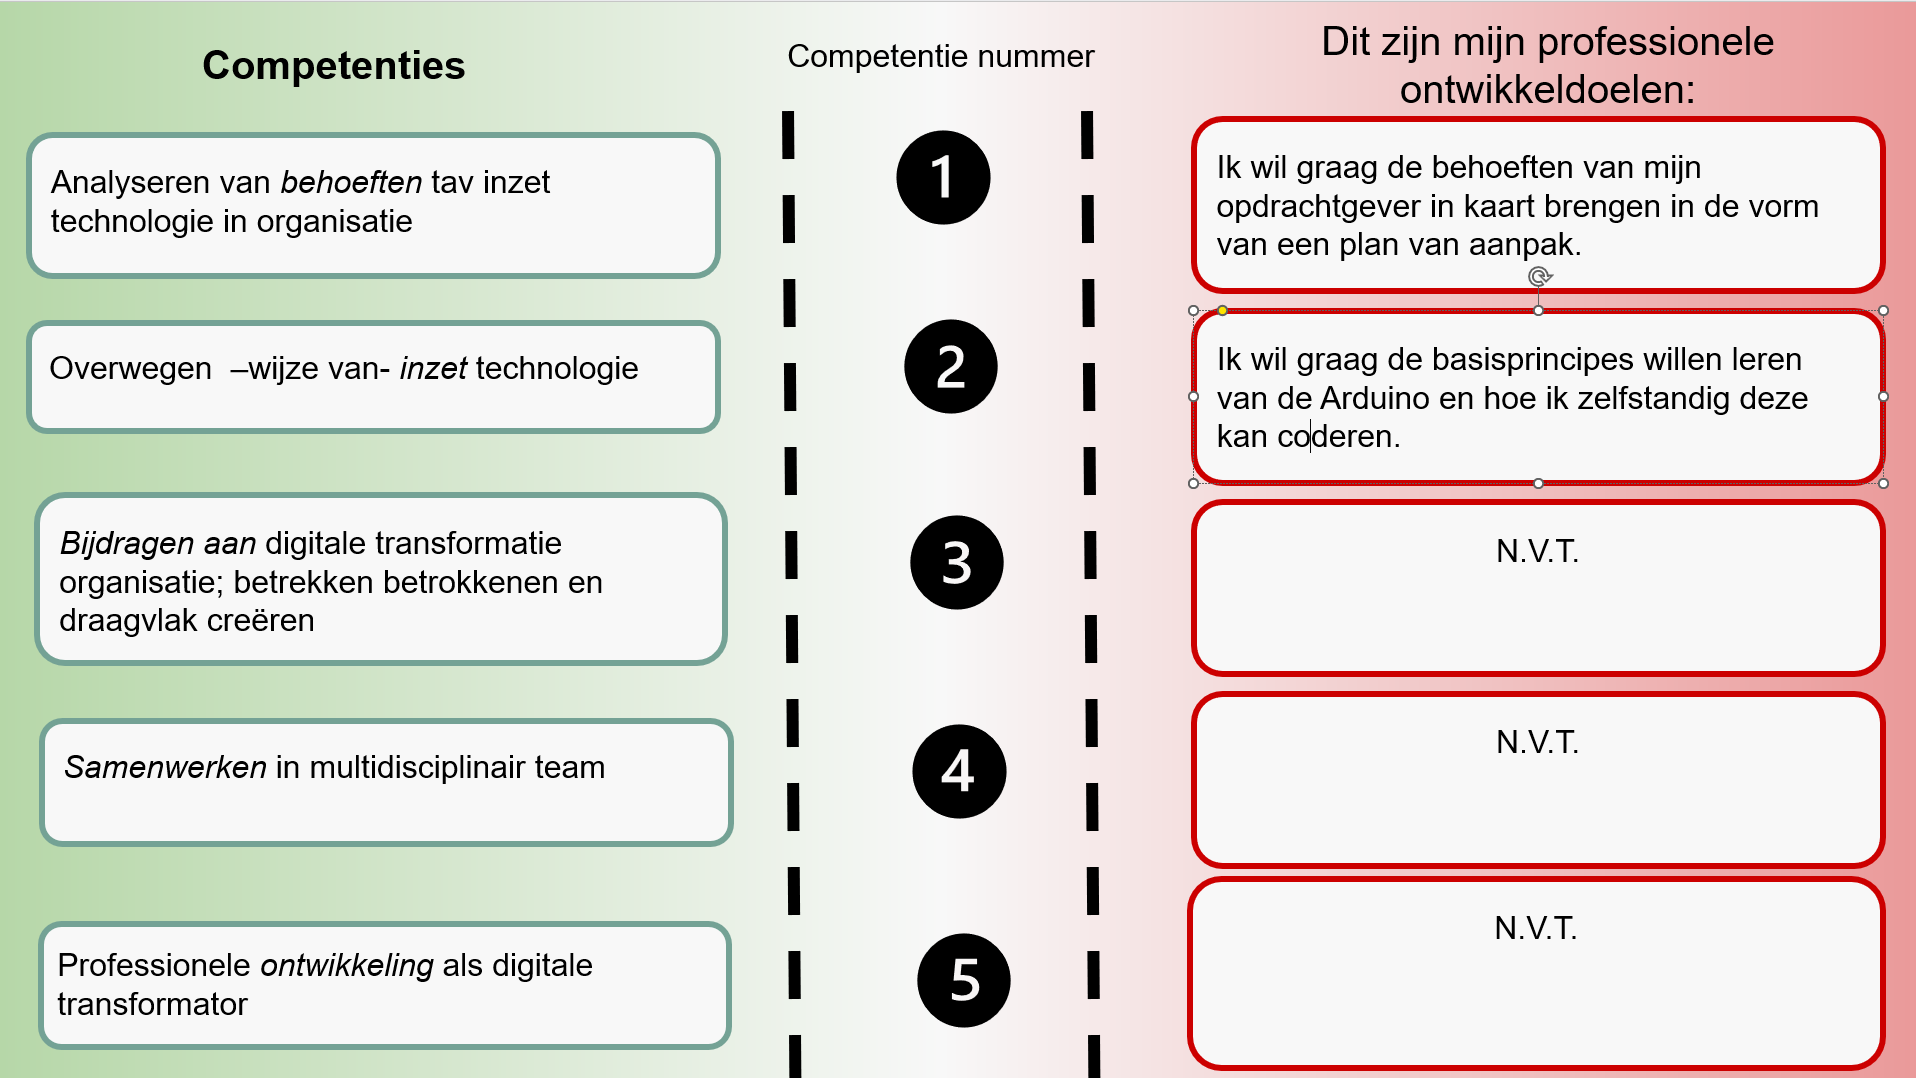 Competenties
Competentie nummer
Dit zijn mijn professionele
ontwikkeldoelen:
Analyseren van behoeften tav inzet
technologie in organisatie
1
Ik wil graag de behoeften van mijn
opdrachtgever in kaart brengen in de vorm
van een plan van aanpak.
Overwegen –wijze van- inzet technologie
2
Ik wil graag de basisprincipes willen leren
van de Arduino en hoe ik zelfstandig deze
kan coderen.
Bijdragen aan digitale transformatie
organisatie; betrekken betrokkenen en
draagvlak creëren
3
N.V.T.
Samenwerken in multidisciplinair team
4
N.V.T.
Professionele ontwikkeling als digitale
transformator
5
N.V.T.